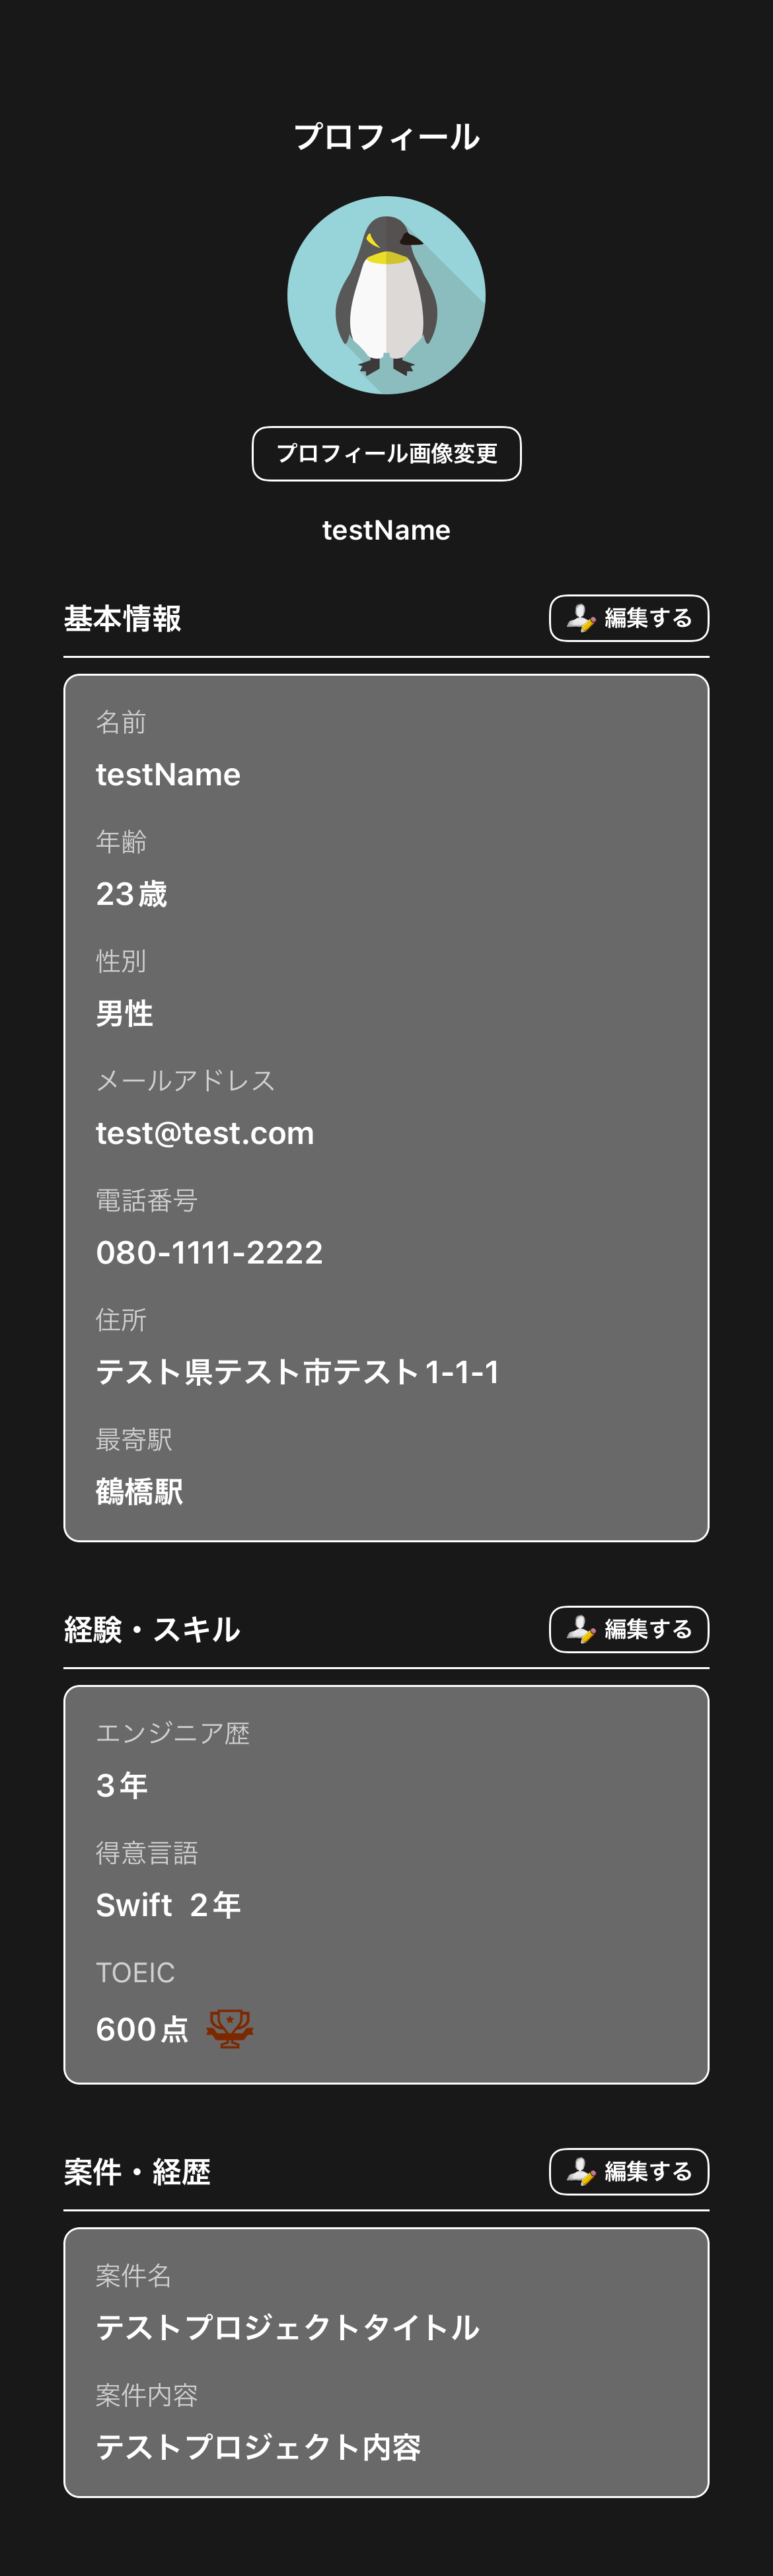 プロフィール
プロフィール画像変更
testName
基本情報
編集する
名前
testName
年齢
23歳
性別
男性
メールアドレス
test@test.com
電話番号
080-1111-2222
住所
テスト県テスト市テスト1-1-1
最寄駅
鶴橋駅
経験・スキル
編集する
エンジニア歴
3年
得意言語
Swift 2年
TOEIC
600点
案件・経歴
編集する
案件名
テストプロジェクトタイトル
案件内容
テストプロジェクト内容